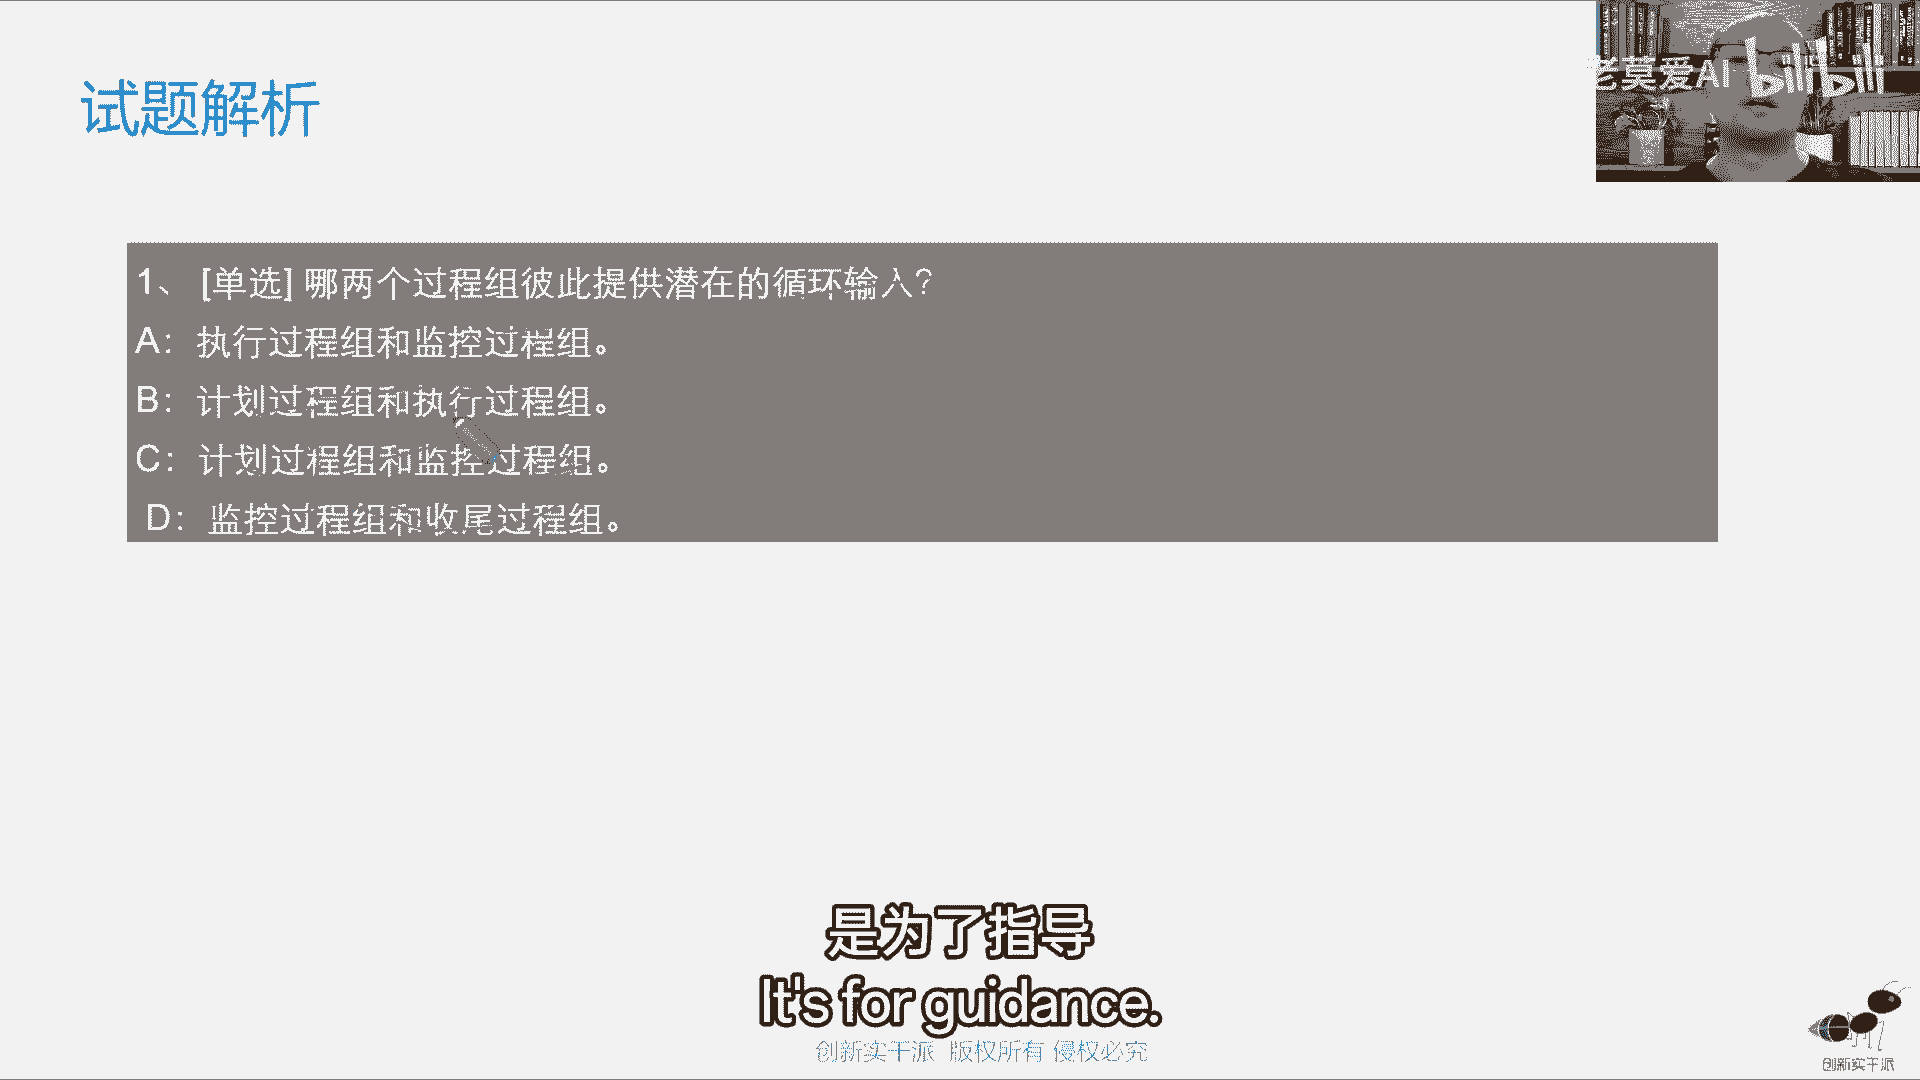 老莫爱AI bilibili
试题解析
1、 [单选] 哪两个过程组彼此提供潜在的循环输入?
A：执行过程组和监控过程组。
B：计划过程组和执行过程组。
C：计划过程组和监控过程组。
D：监控过程组和收尾过程组。
是为了指导
It's for guidance.
创新实干派 版权所有 侵权必究
创新实干派